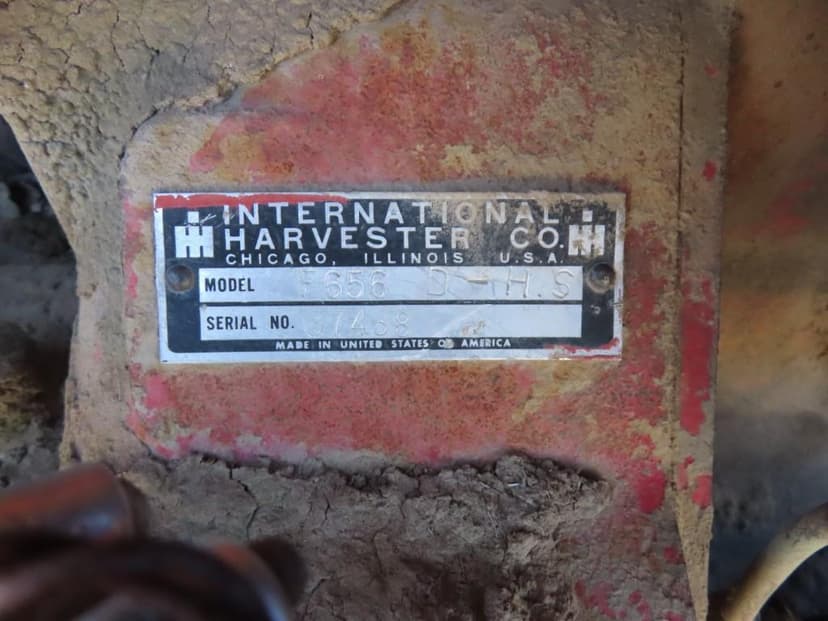 INTERNATIONAL
HARVESTER CO.
CHICAGO, ILLINOIS U.S.A.
MODEL F656 D-H.S
SERIAL NO.
MADE IN UNITED STATES OF AMERICA